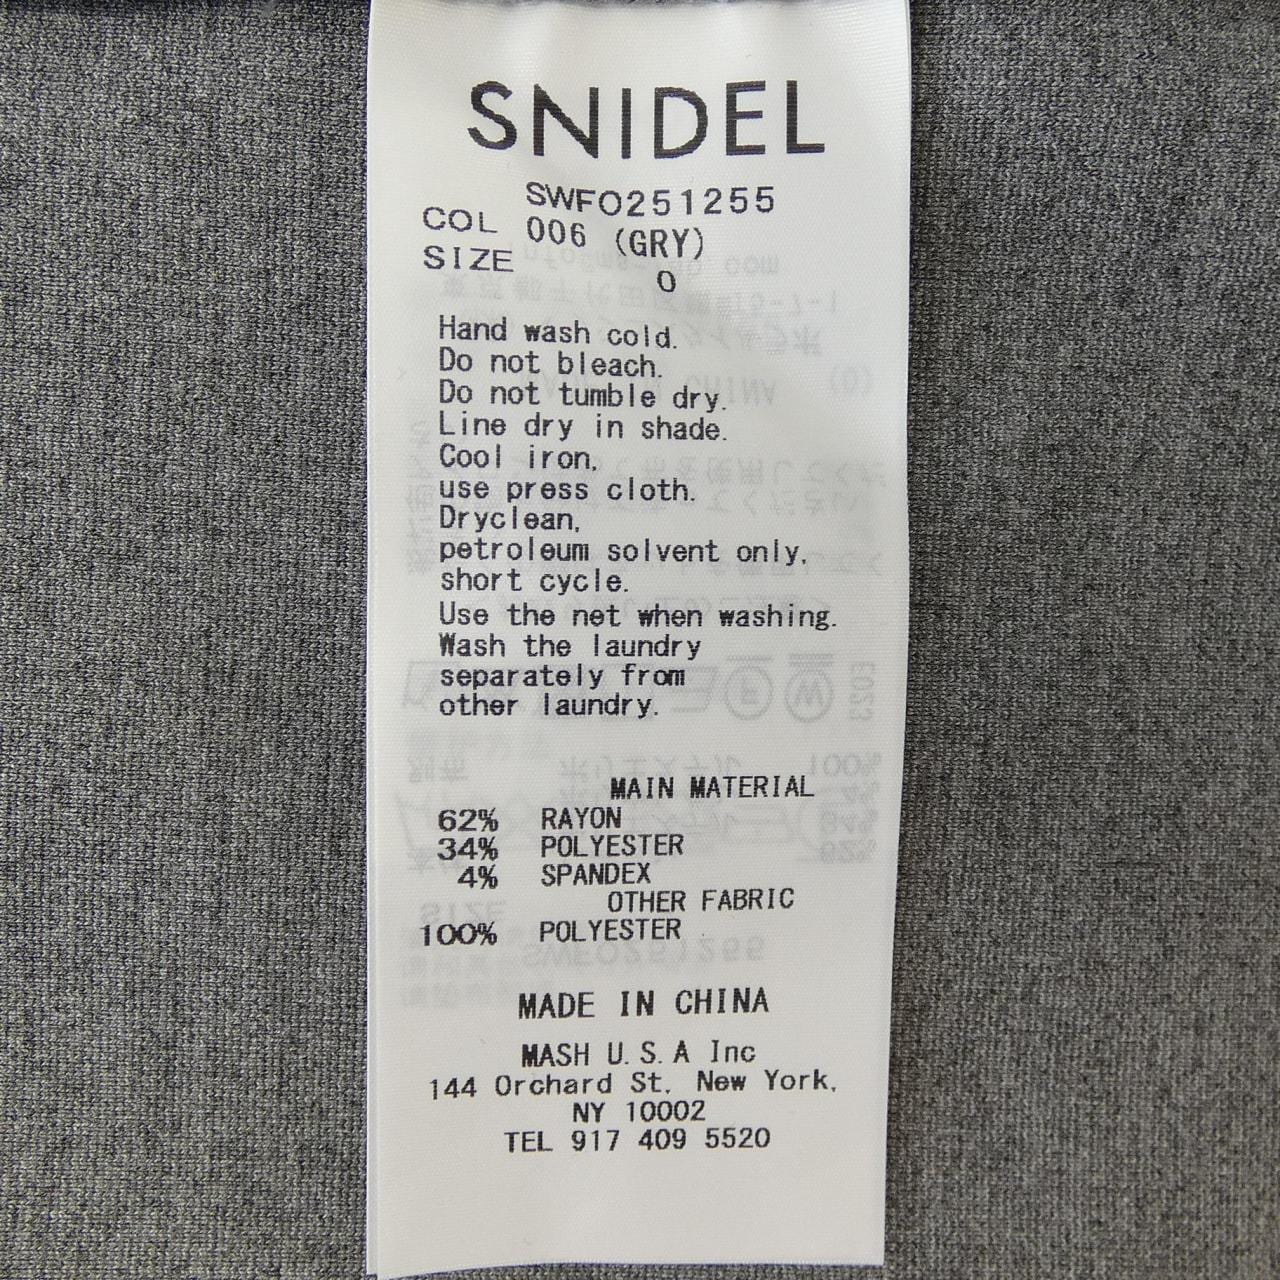 SNIDEL
SWFO251255
COL 006 (GRY)
SIZE 0
Hand wash cold.
Do not bleach.
Do not tumble dry.
Line dry in shade.
Cool iron,
use press cloth.
Dryclean,
petroleum solvent only,
short cycle.
Use the net when washing.
Wash the laundry
separately from
other laundry.
MAIN MATERIAL
62% RAYON
34% POLYESTER
4% SPANDEX
OTHER FABRIC
100% POLYESTER
MADE IN CHINA
MASH U.S.A Inc
144 Orchard St, New York,
NY 10002
TEL 917 409 5520